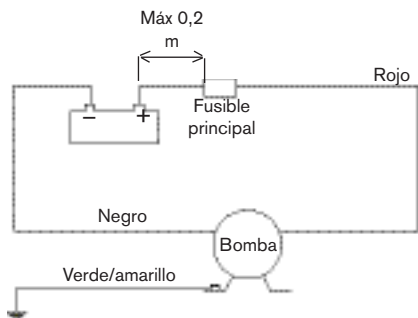 Máx 0,2
m
Rojo
− +
Fusible
principal
Negro
Bomba
Verde/amarillo